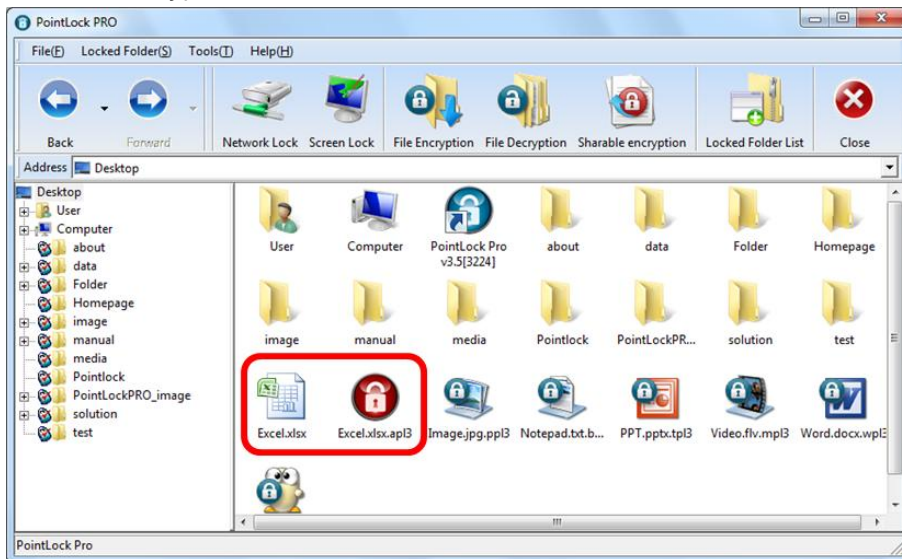 PointLock PRO
File(F) Locked Folder(S) Tools(T) Help(H)
Back Forward Network Lock Screen Lock File Encryption File Decryption Sharable encryption Locked Folder List Close
Address Desktop
Desktop
User
Computer
about
data
Folder
Homepage
image
manual
media
Pointlock
PointLockPRO_image
solution
test
User Computer PointLock Pro about data Folder Homepage
v3.5[3224]
image manual media Pointlock PointLockPR... solution test
Excel.xlsx Excel.xlsx.apl3 Image.jpg.ppl3 Notepad.txt.b... PPT.pptx.tpl3 Video.flv.mpl3 Word.docx.wpl3
PointLock Pro